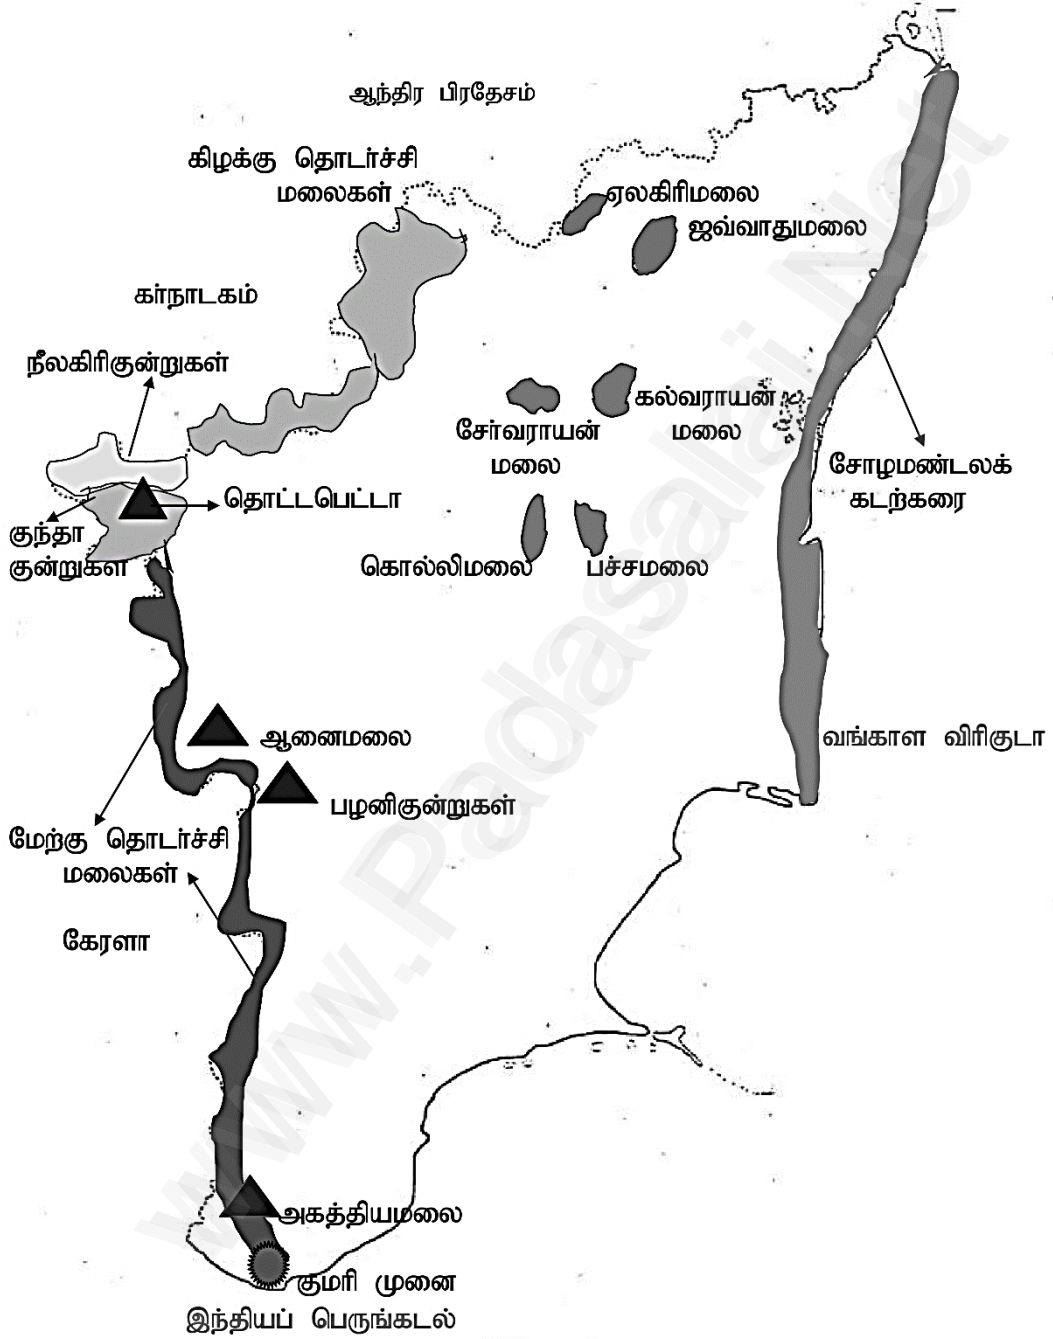 ஆந்திர பிரதேசம்
கிழக்கு தொடர்ச்சி
மலைகள்
ஏலகிரிமலை
ஜவ்வாதுமலை
கர்நாடகம்
நீலகிரிகுன்றுகள்
சேர்வராயன்
மலை
கல்வராயன்
மலை
சோழமண்டலக்
கடற்கரை
தொட்டபெட்டா
குந்தா
குன்றுகள்
கொல்லிமலை
பச்சமலை
ஆனைமலை
வங்காள விரிகுடா
பழனிகுன்றுகள்
மேற்கு தொடர்ச்சி
மலைகள்
கேரளா
அகத்தியமலை
குமரி முனை
இந்தியப் பெருங்கடல்
www.Padasalai.Net